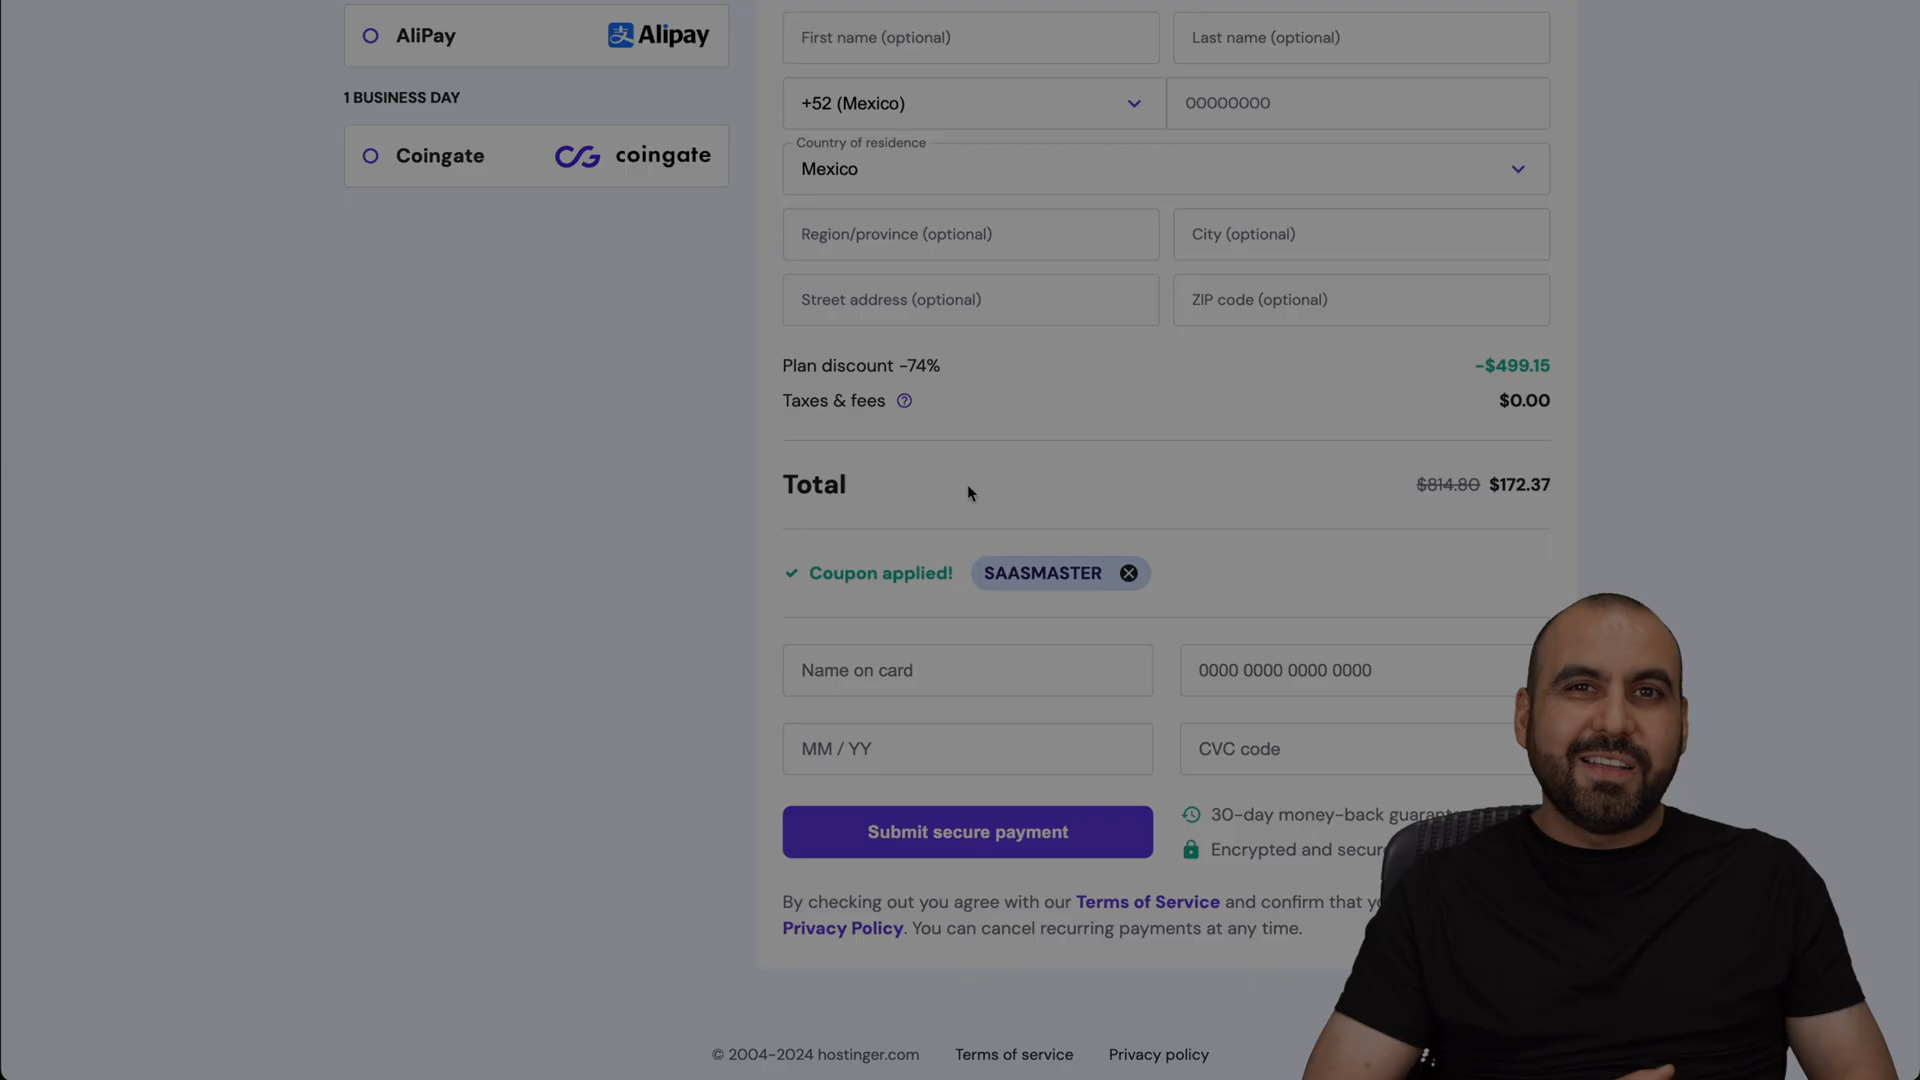 AliPay
Alipay
1 BUSINESS DAY
Coingate
coingate
First name (optional)
Last name (optional)
+52 (Mexico)
00000000
Country of residence
Mexico
Region/province (optional)
City (optional)
Street address (optional)
ZIP code (optional)
Plan discount -74%
-$499.15
Taxes & fees
$0.00
Total
$814.80 $172.37
Coupon applied!
SAASMASTER
Name on card
0000 0000 0000 0000
MM / YY
CVC code
Submit secure payment
30-day money-back
Encrypted and
By checking out you agree with our Terms of Service and confirm that
Privacy Policy. You can cancel recurring payments at any time.
© 2004-2024 hostinger.com
Terms of service
Privacy policy